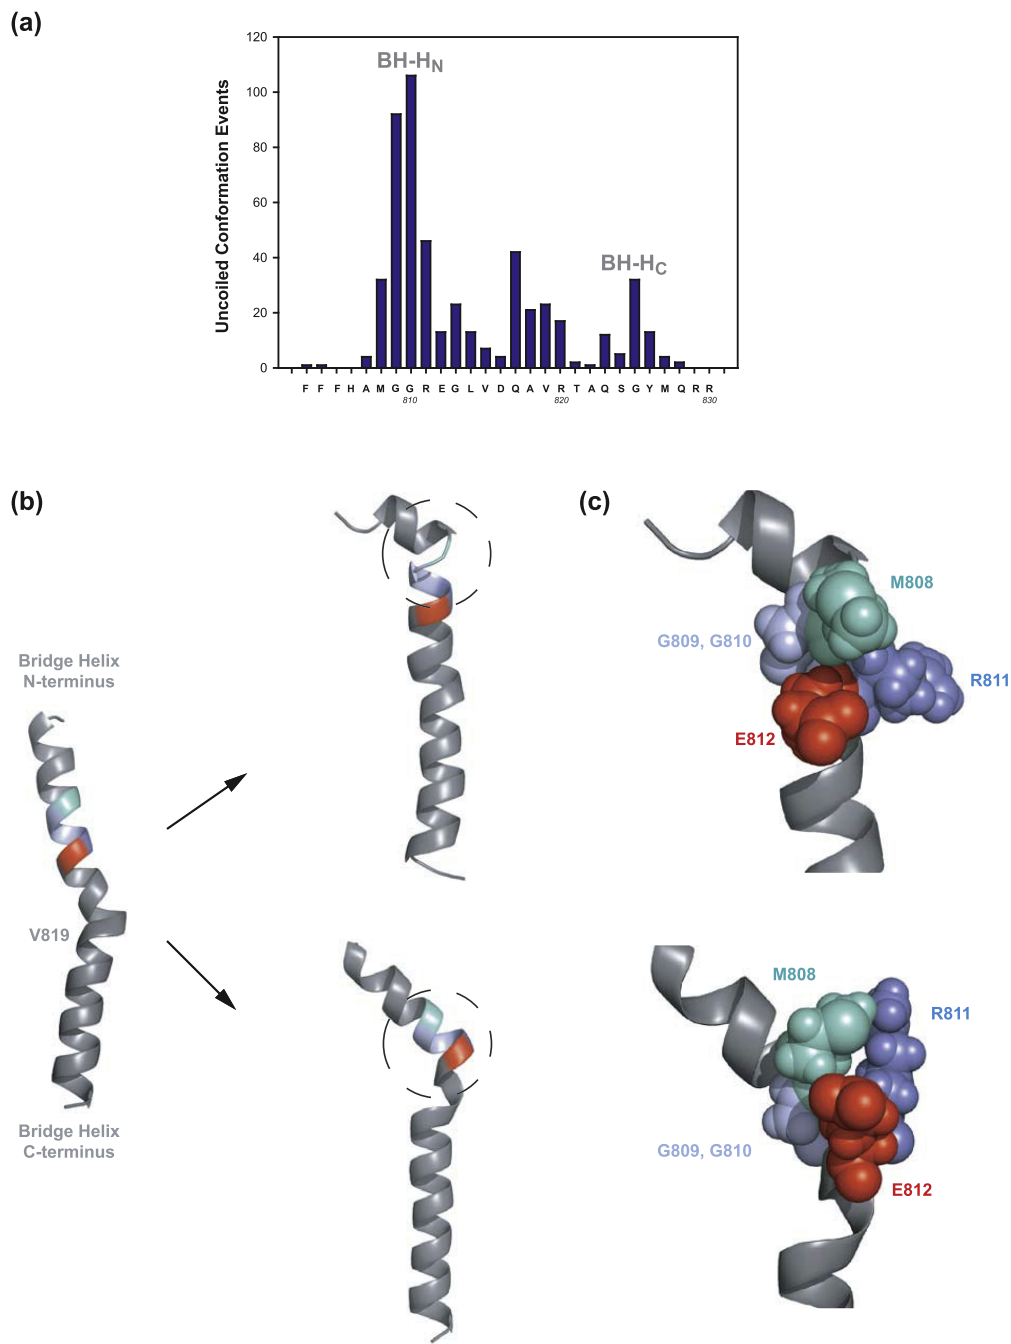 (a)
120
100
80
60
40
20
0
Uncoiled Conformation Events
BH-HN
BH-HC
F F F H A M G G R E G L V D Q A V R T A Q S G Y M Q R R
810 820 830
(b)
(c)
Bridge Helix
N-terminus
V819
Bridge Helix
C-terminus
M808
G809, G810
R811
E812
M808
R811
G809, G810
E812